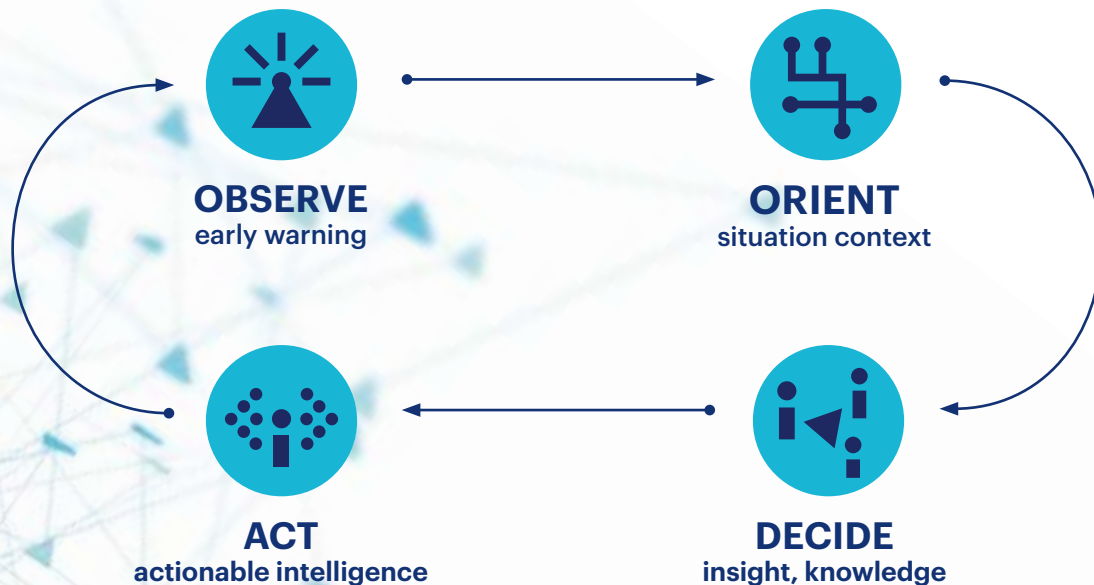 OBSERVE
early warning
ORIENT
situation context
ACT
actionable intelligence
DECIDE
insight, knowledge